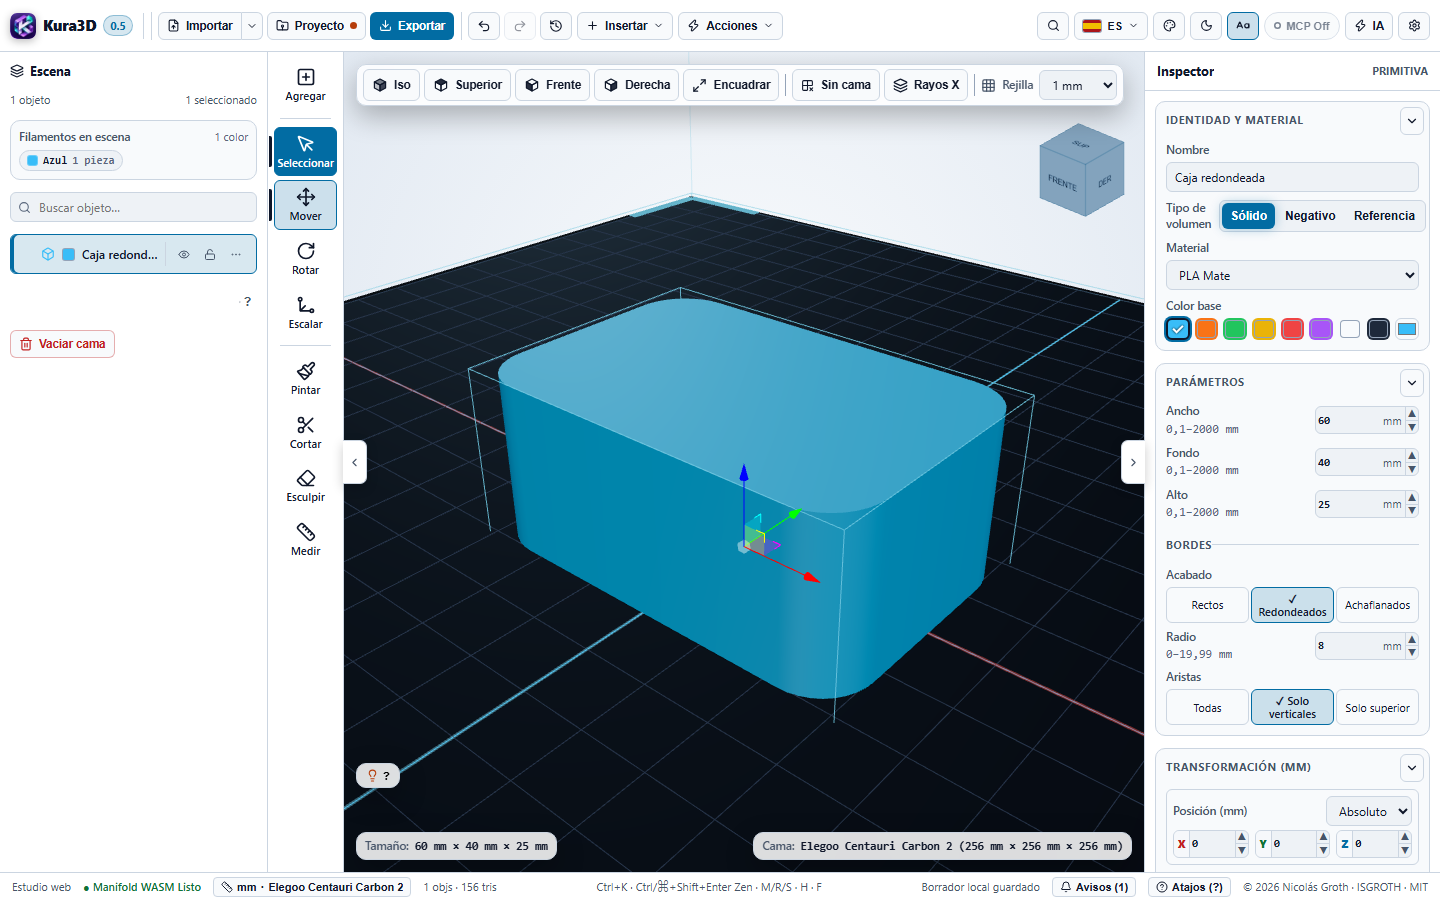 Kura3D 0.5 Importar Proyecto Exportar Insertar Acciones ES Aa MCP Off IA
Escena
1 objeto 1 seleccionado
Filamentos en escena 1 color
Azul 1 pieza
Buscar objeto...
Caja redond... ...
?
Vaciar cama
Agregar
Seleccionar
Mover
Rotar
Escalar
Pintar
Cortar
Esculpir
Medir
Iso Superior Frente Derecha Encuadrar Sin cama Rayos X Rejilla 1 mm
SUP
FRENTE DER
?
Tamaño: 60 mm × 40 mm × 25 mm
Cama: Elegoo Centauri Carbon 2 (256 mm × 256 mm × 256 mm)
Inspector PRIMITIVA
IDENTIDAD Y MATERIAL
Nombre
Caja redondeada
Tipo de volumen Sólido Negativo Referencia
Material
PLA Mate
Color base
PARÁMETROS
Ancho
0,1–2000 mm 60 mm
Fondo
0,1–2000 mm 40 mm
Alto
0,1–2000 mm 25 mm
BORDES
Acabado
Rectos ✓ Redondeados Achaflanados
Radio
0–19,99 mm 8 mm
Aristas
Todas ✓ Solo verticales Solo superior
TRANSFORMACIÓN (MM)
Posición (mm) Absoluto
X 0 Y 0 Z 0
Estudio web ● Manifold WASM Listo mm · Elegoo Centauri Carbon 2 1 objs · 156 tris Ctrl+K · Ctrl/⌘+Shift+Enter Zen · M/R/S · H · F Borrador local guardado Avisos (1) Atajos (?) © 2026 Nicolás Groth · ISGROTH · MIT